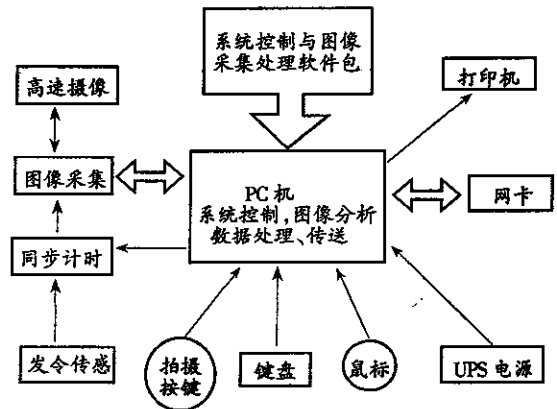 系统控制与图像
采集处理软件包
高速摄像
打印机
图像采集
PC机
系统控制,图像分析
数据处理、传送
网卡
同步计时
发令传感
拍摄
按键
键盘
鼠标
UPS电源